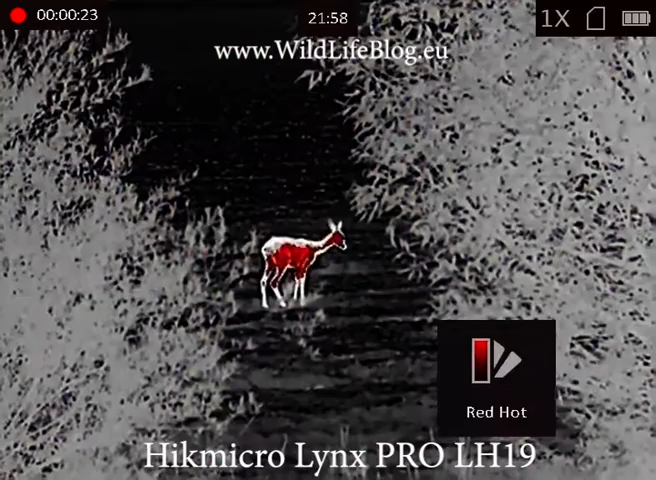 00:00:23
21:58
1X
www.WildLifeBlog.eu
Red Hot
Hikmicro Lynx PRO LH19